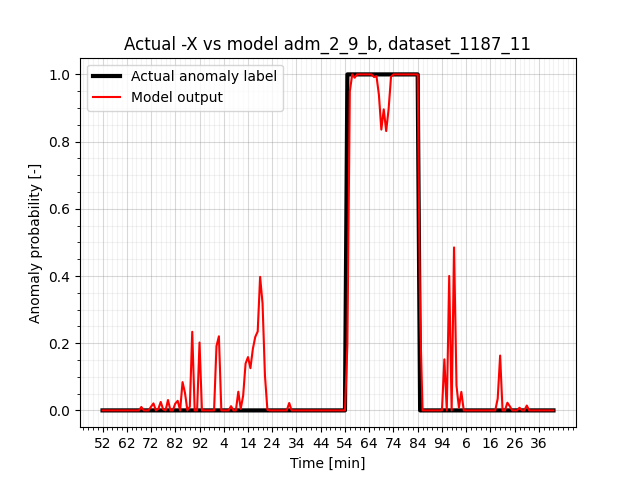 Actual -X vs model adm_2_9_b, dataset_1187_11
Actual anomaly label
Model output
Anomaly probability [-]
1.0
0.8
0.6
0.4
0.2
0.0
52 62 72 82 92 4 14 24 34 44 54 64 74 84 94 6 16 26 36
Time [min]